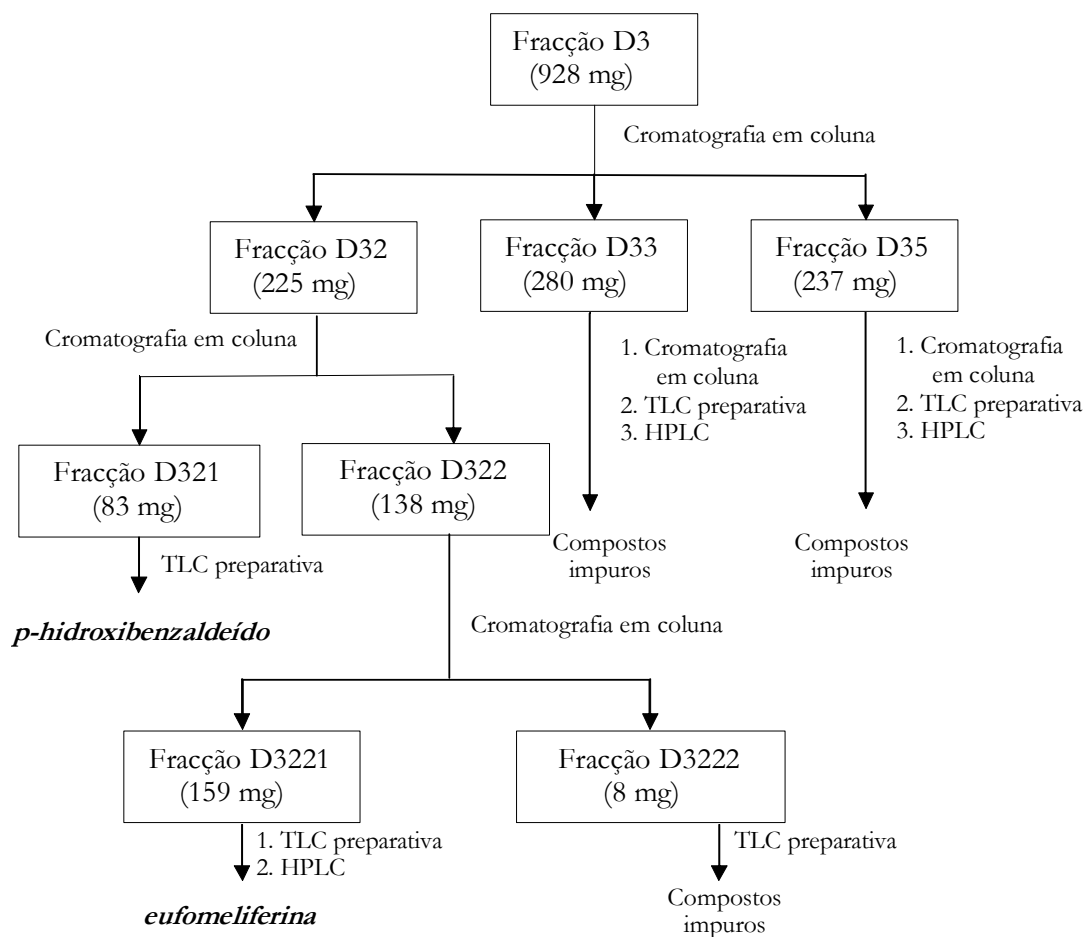 Fracção D3
(928 mg)
Cromatografia em coluna
Fracção D32
(225 mg)
Fracção D33
(280 mg)
Fracção D35
(237 mg)
Cromatografia em coluna
1. Cromatografia
em coluna
2. TLC preparativa
3. HPLC
1. Cromatografia
em coluna
2. TLC preparativa
3. HPLC
Fracção D321
(83 mg)
Fracção D322
(138 mg)
TLC preparativa
Compostos
impuros
Compostos
impuros
p-hidroxibenzaldeído
Cromatografia em coluna
Fracção D3221
(159 mg)
Fracção D3222
(8 mg)
1. TLC preparativa
2. HPLC
TLC preparativa
eufomeliferina
Compostos
impuros